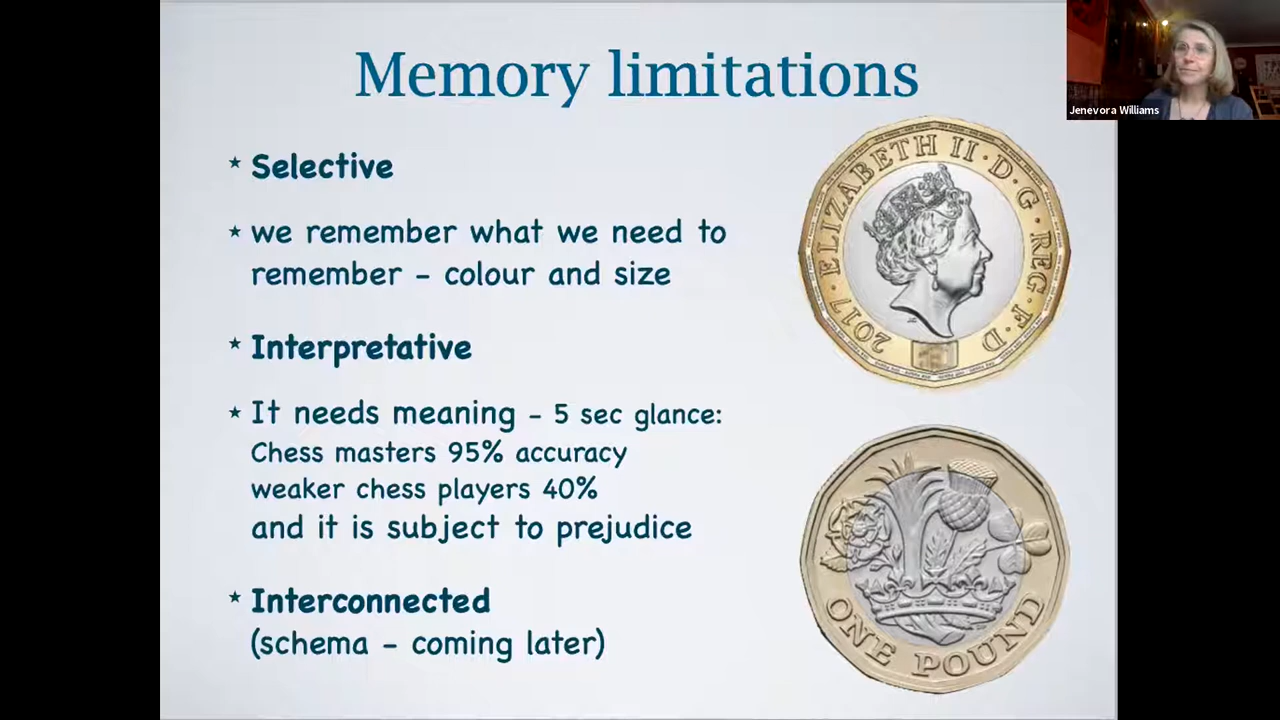 Memory limitations
Jenevora Williams
* Selective
* we remember what we need to
remember - colour and size
* Interpretative
* It needs meaning - 5 sec glance:
Chess masters 95% accuracy
weaker chess players 40%
and it is subject to prejudice
* Interconnected
(schema - coming later)
2017 · ELIZABETH II · D · G · REG · F · D
ONE POUND